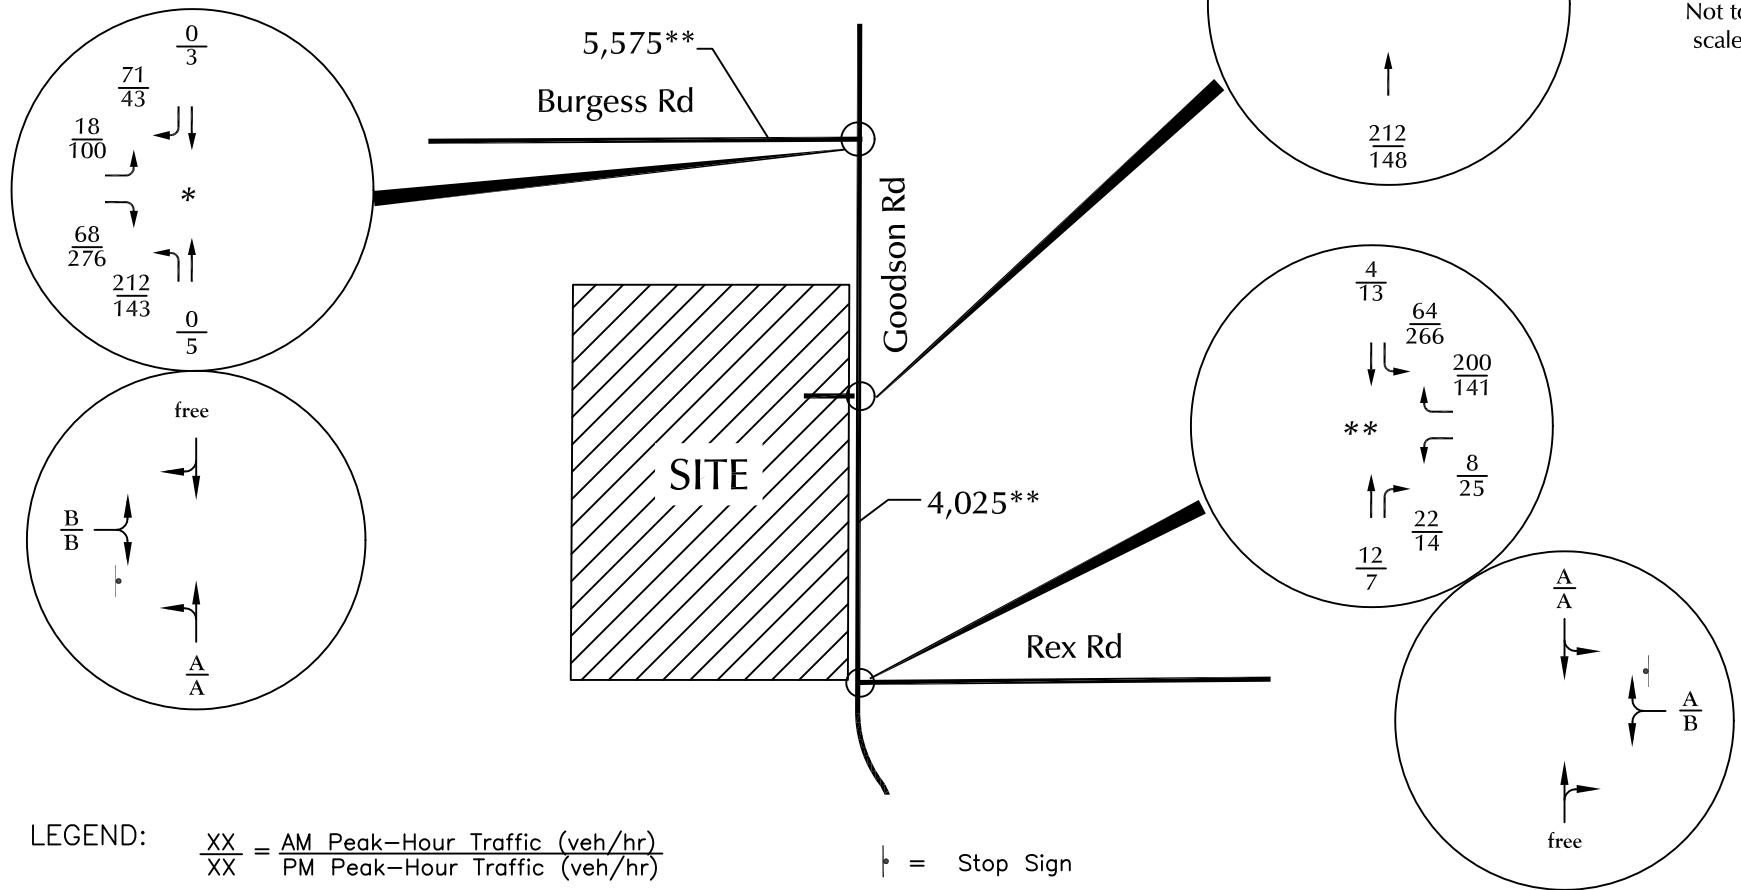 0
3
71
43
18
100
*
68
276
212
143
0
5
free
B
B
A
A
5,575**
Burgess Rd
Goodson Rd
SITE
4,025**
Rex Rd
Not
scale
212
148
4
13
64
266
200
141
**
8
25
22
14
12
7
A
A
A
B
free
LEGEND:
XX = AM Peak-Hour Traffic (veh/hr)
XX PM Peak-Hour Traffic (veh/hr)
= Stop Sign